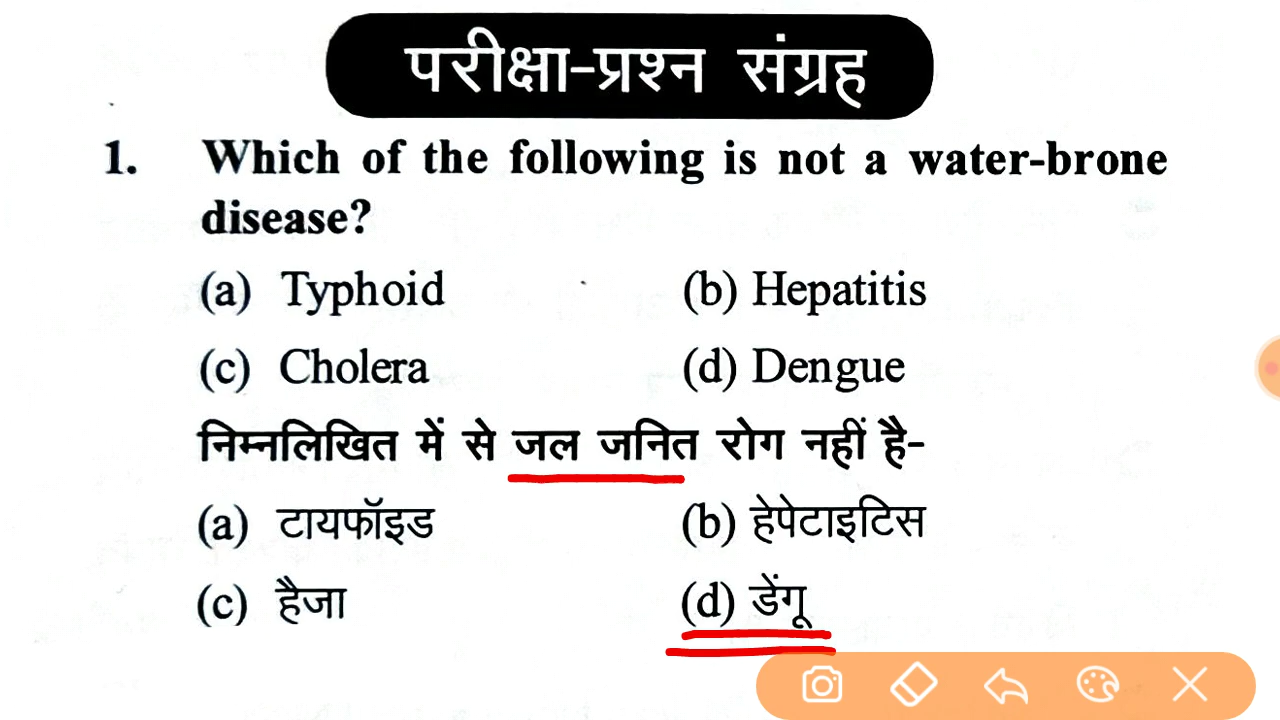 परीक्षा-प्रश्न संग्रह
1. Which of the following is not a water-brone
disease?
(a) Typhoid (b) Hepatitis
(c) Cholera (d) Dengue
निम्नलिखित में से जल जनित रोग नहीं है-
(a) टायफॉइड (b) हेपेटाइटिस
(c) हैजा (d) डेंगू